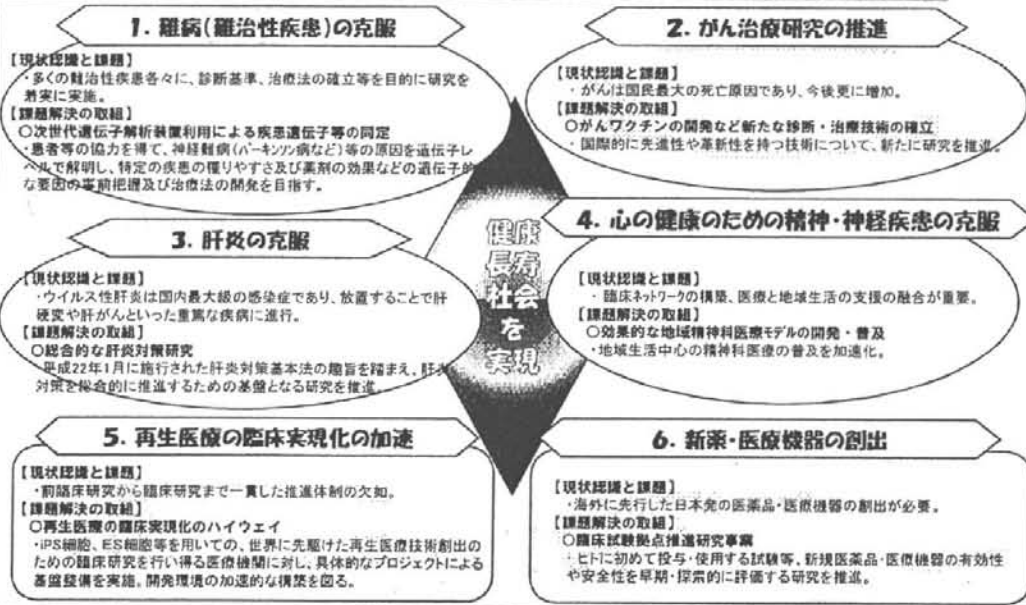 1. 難病(難治性疾患)の克服
【現状認識と課題】
・多くの難治性疾患各々に、診断基準、治療法の確立等を目的に研究を
着実に実施。
【課題解決の取組】
○次世代遺伝子解析装置利用による疾患遺伝子等の同定
・患者等の協力を得て、神経難病(パーキンソン病など)等の原因を遺伝子レ
ベルで解明し、特定の疾患の罹りやすさ及び薬剤の効果などの遺伝子的
な要因の事前把握及び治療法の開発を目指す。
2. がん治療研究の推進
【現状認識と課題】
・がんは国民最大の死亡原因であり、今後更に増加。
【課題解決の取組】
○がんワクチンの開発など新たな診断・治療技術の確立
・国際的に先進性や革新性を持つ技術について、新たに研究を推進。
3. 肝炎の克服
【現状認識と課題】
・ウイルス性肝炎は国内最大級の感染症であり、放置することで肝
硬変や肝がんといった重篤な疾病に進行。
【課題解決の取組】
○総合的な肝炎対策研究
・平成22年1月に施行された肝炎対策基本法の趣旨を踏まえ、肝炎
対策を総合的に推進するための基盤となる研究を推進。
健康
長寿
社会
を
実現
4. 心の健康のための精神・神経疾患の克服
【現状認識と課題】
・臨床ネットワークの構築、医療と地域生活の支援の融合が重要。
【課題解決の取組】
○効果的な地域精神科医療モデルの開発・普及
・地域生活中心の精神科医療の普及を加速化。
5. 再生医療の臨床実現化の加速
【現状認識と課題】
・前臨床研究から臨床研究まで一貫した推進体制の欠如。
【課題解決の取組】
○再生医療の臨床実現化のハイウェイ
・iPS細胞、ES細胞等を用いての、世界に先駆けた再生医療技術創出の
ための臨床研究を行い得る医療機関に対し、具体的なプロジェクトによる
基盤整備を実施。開発環境の加速的な構築を図る。
6. 新薬・医療機器の創出
【現状認識と課題】
・海外に先行した日本発の医薬品・医療機器の創出が必要。
【課題解決の取組】
○臨床試験拠点推進研究事業
・ヒトに初めて投与・使用する試験等、新規医薬品・医療機器の有効性
や安全性を早期・探索的に評価する研究を推進。